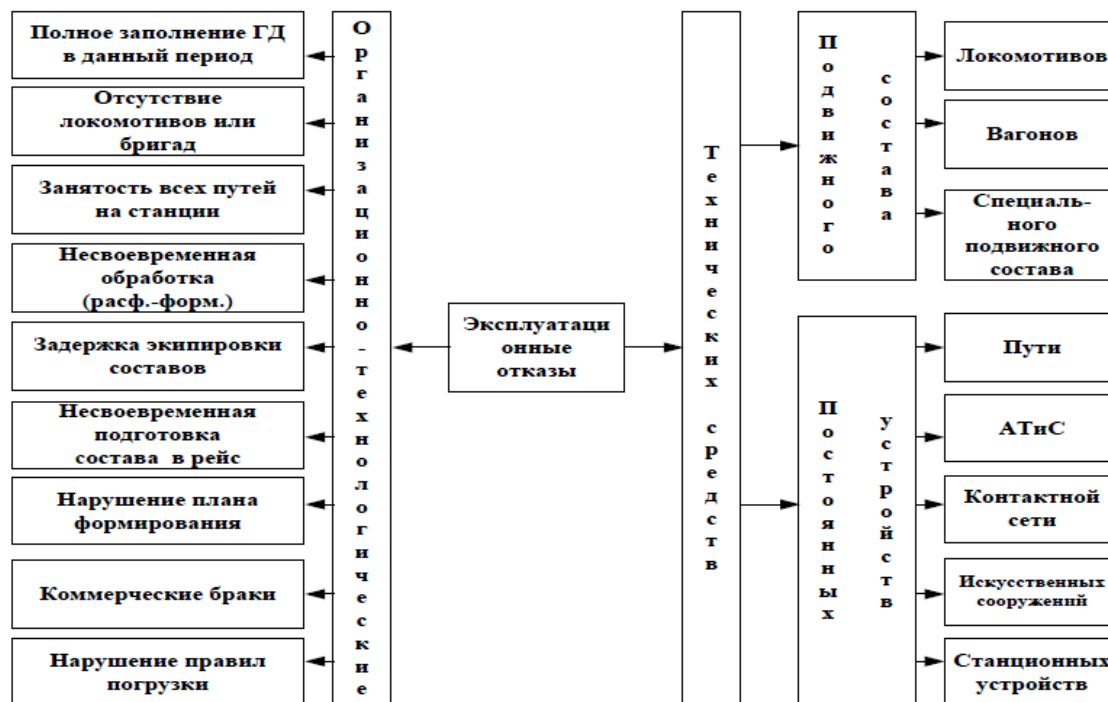 Полное заполнение ГД
в данный период
Отсутствие
локомотивов или
бригад
Занятость всех путей
на станции
Несвоевременная
обработка
(расф.-форм.)
Задержка экипировки
составов
Несвоевременная
подготовка
состава в рейс
Нарушение плана
формирования
Коммерческие браки
Нарушение правил
погрузки
Организационно-технологические
Эксплуатаци
онные
отказы
Технических средств
Подвижного
состава
Локомотивов
Вагонов
Специаль-
ного
подвижного
состава
Постоянных
устройств
Пути
АТиС
Контактной
сети
Искусственных
сооружений
Станционных
устройств